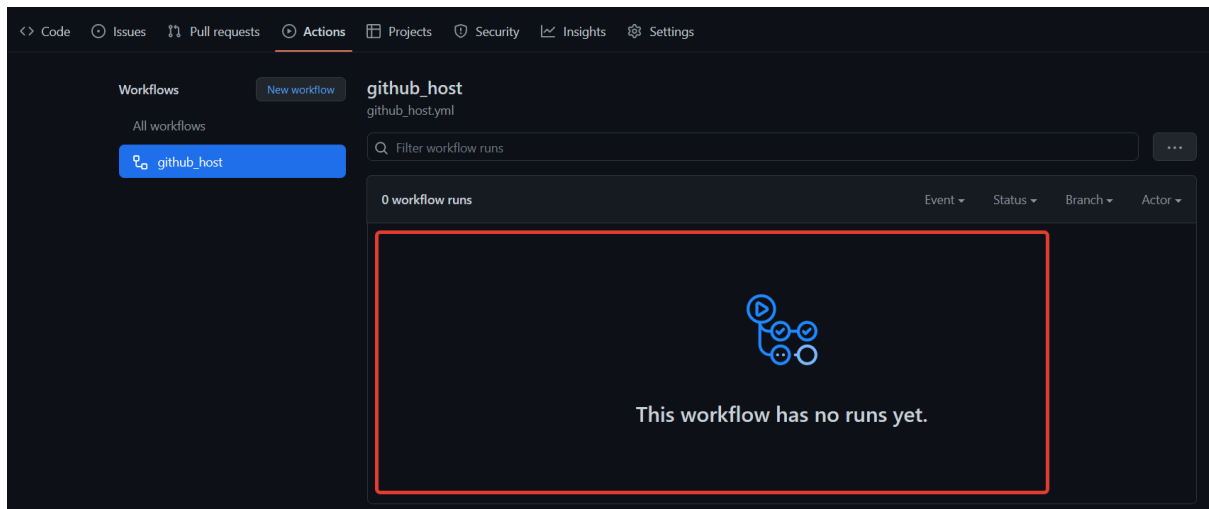 Code Issues Pull requests Actions Projects Security Insights Settings
Workflows New workflow
All workflows
github_host
github_host
github_host.yml
Filter workflow runs
0 workflow runs Event Status Branch Actor
This workflow has no runs yet.